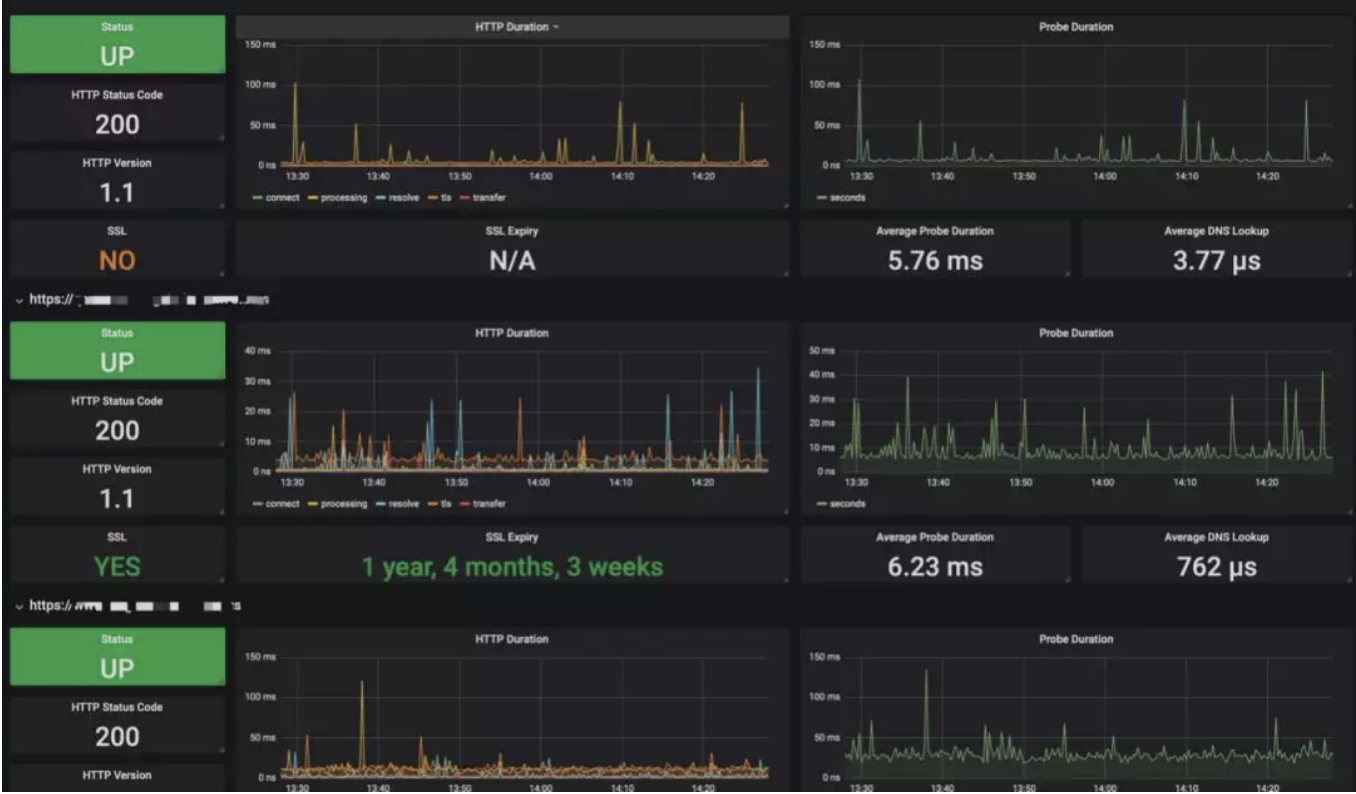 Status
UP
HTTP Status Code
200
HTTP Version
1.1
HTTP Duration
150 ms
100 ms
50 ms
0 ns
13:30 13:40 13:50 14:00 14:10 14:20
connect processing resolve tls transfer
Probe Duration
150 ms
100 ms
50 ms
0 ns
13:30 13:40 13:50 14:00 14:10 14:20
seconds
SSL
NO
SSL Expiry
N/A
Average Probe Duration
5.76 ms
Average DNS Lookup
3.77 µs
https://
Status
UP
HTTP Status Code
200
HTTP Version
1.1
HTTP Duration
40 ms
30 ms
20 ms
10 ms
0 ns
13:30 13:40 13:50 14:00 14:10 14:20
connect processing resolve tls transfer
Probe Duration
50 ms
40 ms
30 ms
20 ms
10 ms
0 ns
13:30 13:40 13:50 14:00 14:10 14:20
seconds
SSL
YES
SSL Expiry
1 year, 4 months, 3 weeks
Average Probe Duration
6.23 ms
Average DNS Lookup
762 µs
https://
Status
UP
HTTP Status Code
200
HTTP Version
HTTP Duration
150 ms
100 ms
50 ms
0 ns
13:30 13:40 13:50 14:00 14:10 14:20
Probe Duration
150 ms
100 ms
50 ms
0 ns
13:30 13:40 13:50 14:00 14:10 14:20